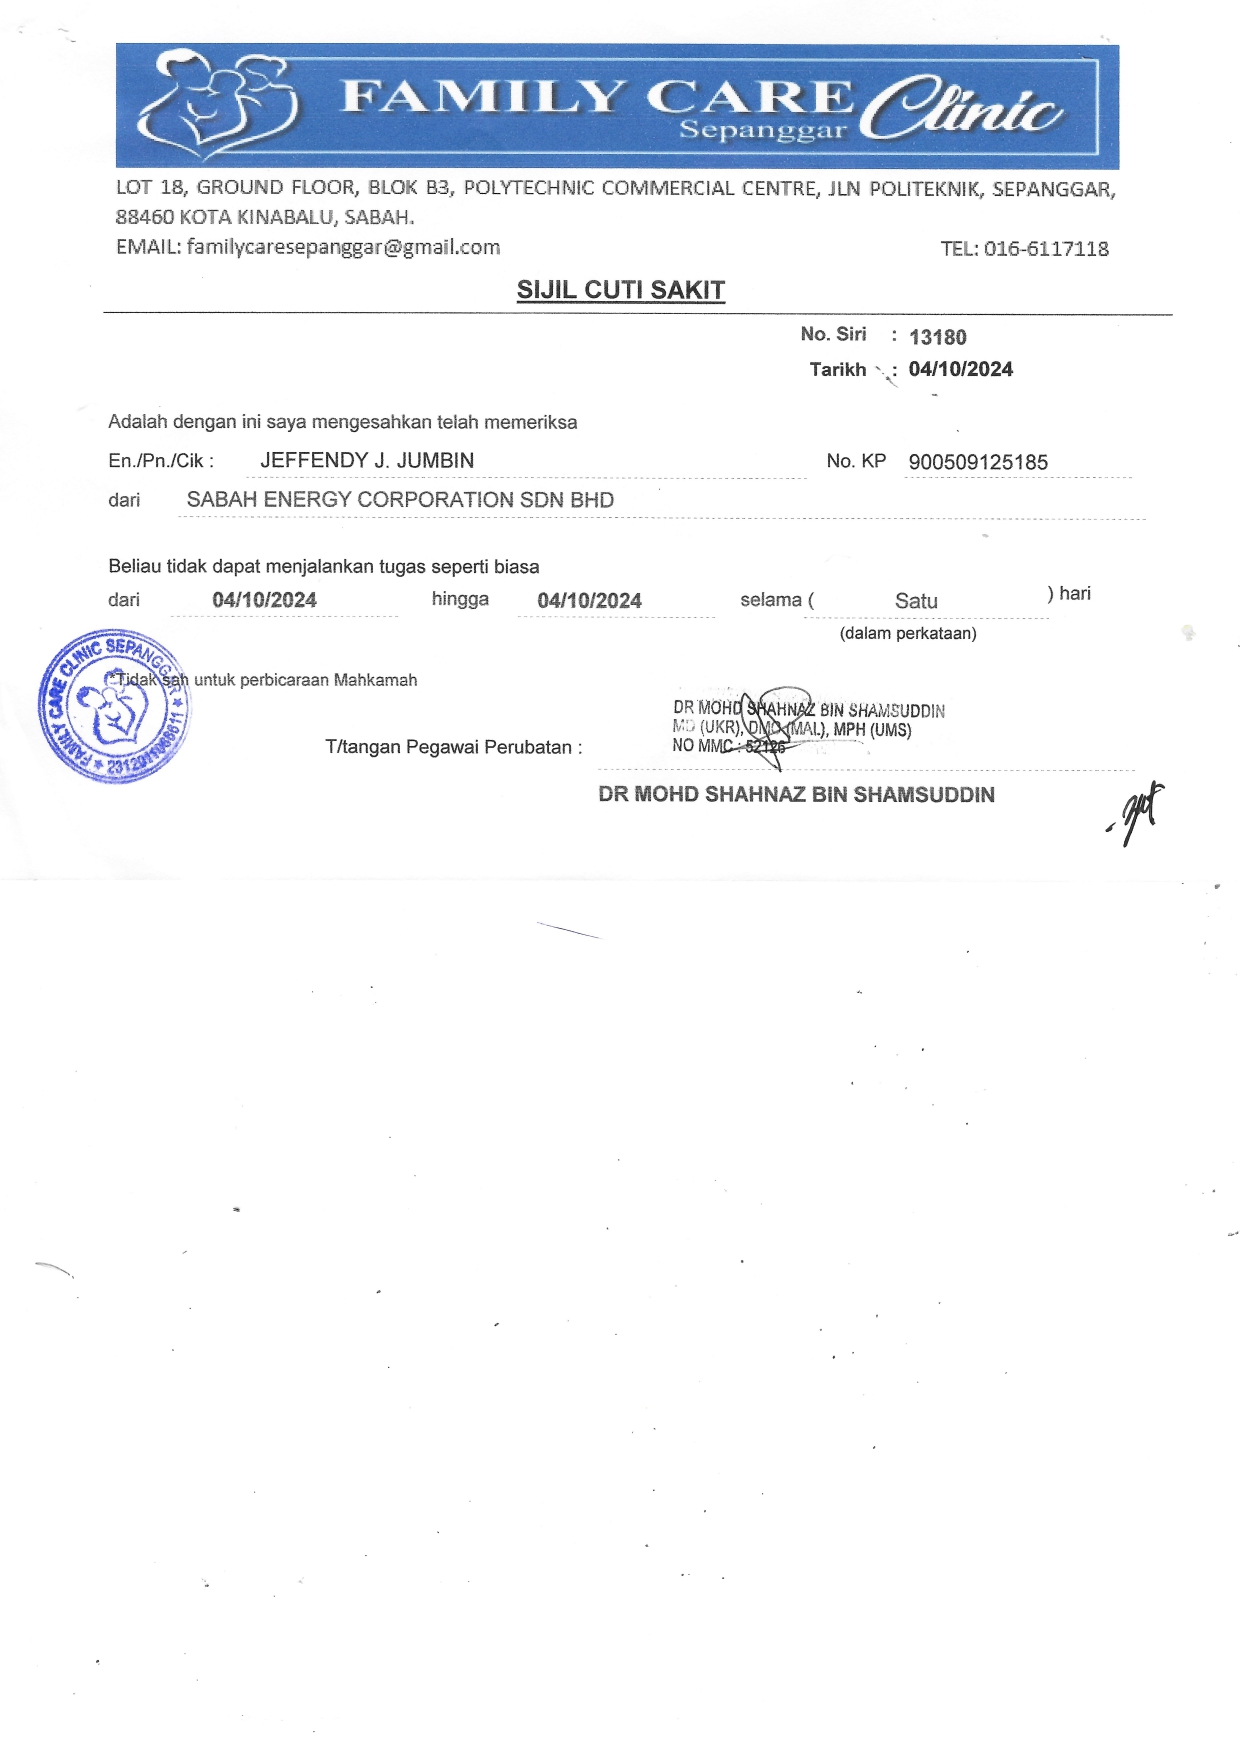 FAMILY CARE Clinic
Sepanggar
LOT 18, GROUND FLOOR, BLOK B3, POLYTECHNIC COMMERCIAL CENTRE, JLN POLITEKNIK, SEPANGGAR,
88460 KOTA KINABALU, SABAH.
EMAIL: familycaresepanggar@gmail.com TEL: 016-6117118
SIJIL CUTI SAKIT
No. Siri : 13180
Tarikh : 04/10/2024
Adalah dengan ini saya mengesahkan telah memeriksa
En./Pn./Cik : JEFFENDY J. JUMBIN No. KP 900509125185
dari SABAH ENERGY CORPORATION SDN BHD
Beliau tidak dapat menjalankan tugas seperti biasa
dari 04/10/2024 hingga 04/10/2024 selama ( Satu ) hari
(dalam perkataan)
FAMILY CARE CLINIC SEPANGGAR
*Tidak sah untuk perbicaraan Mahkamah
DR MOHD SHAHNAZ BIN SHAMSUDDIN
MD (UKR), DMO (MAL), MPH (UMS)
NO MMC : 52126
T/tangan Pegawai Perubatan :
DR MOHD SHAHNAZ BIN SHAMSUDDIN